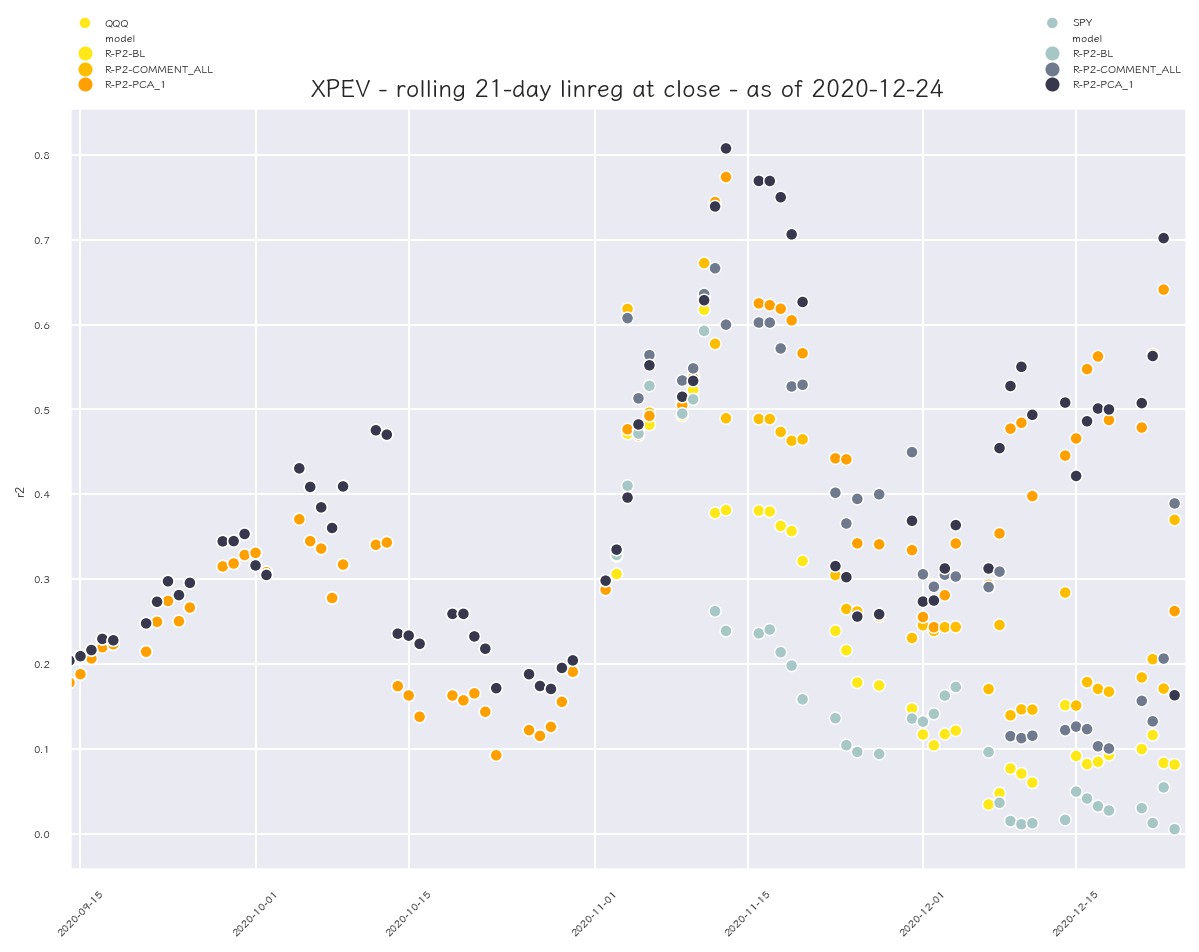 QQQ
model
R-P2-BL
R-P2-COMMENT_ALL
R-P2-PCA_1
SPY
model
R-P2-BL
R-P2-COMMENT_ALL
R-P2-PCA_1
XPEV - rolling 21-day linreg at close - as of 2020-12-24
0.8
0.7
0.6
0.5
0.4
0.3
0.2
0.1
0.0
r2
2020-09-15
2020-10-01
2020-10-15
2020-11-01
2020-11-15
2020-12-01
2020-12-15